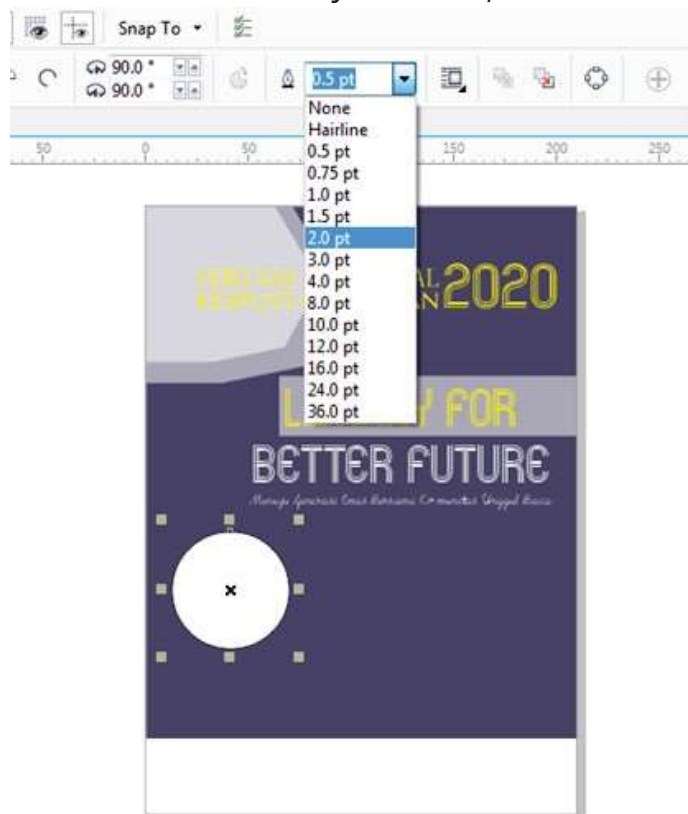 Snap To
90.0 °
90.0 °
0.5 pt
None
Hairline
0.5 pt
0.75 pt
1.0 pt
1.5 pt
2.0 pt
3.0 pt
4.0 pt
8.0 pt
10.0 pt
12.0 pt
16.0 pt
24.0 pt
36.0 pt
50
0
50
150
200
250
2020
FOR
BETTER FUTURE